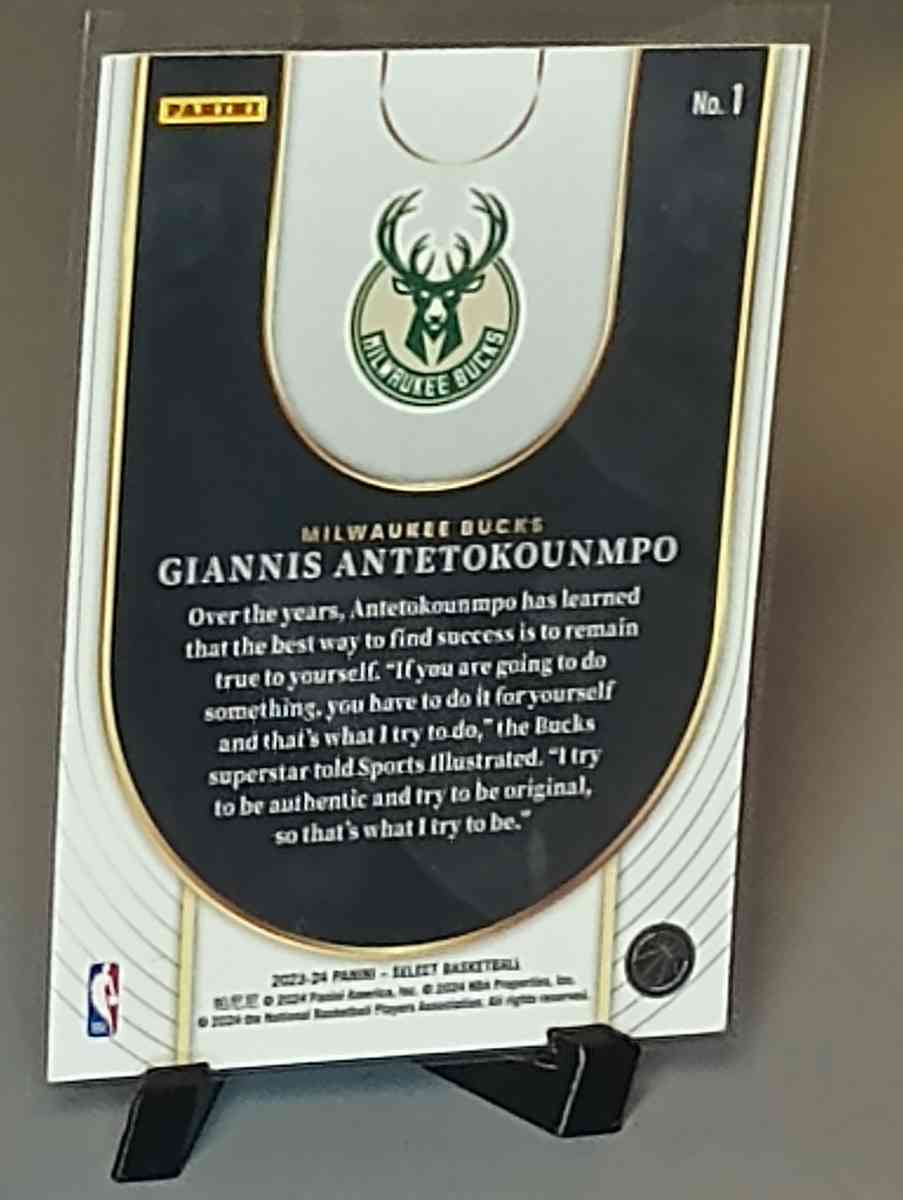 PANINI
No. 1
MILWAUKEE BUCKS
MILWAUKEE BUCKS
GIANNIS ANTETOKOUNMPO
Over the years, Antetokounmpo has learned
that the best way to find success is to remain
true to yourself. “If you are going to do
something, you have to do it for yourself
and that's what I try to do,” the Bucks
superstar told Sports Illustrated. “I try
to be authentic and try to be original,
so that's what I try to be.”
2023-24 PANINI – SELECT BASKETBALL
© 2024 Panini America, Inc. © 2024 NBA Properties, Inc.
© 2024 the National Basketball Players Association. All rights reserved.